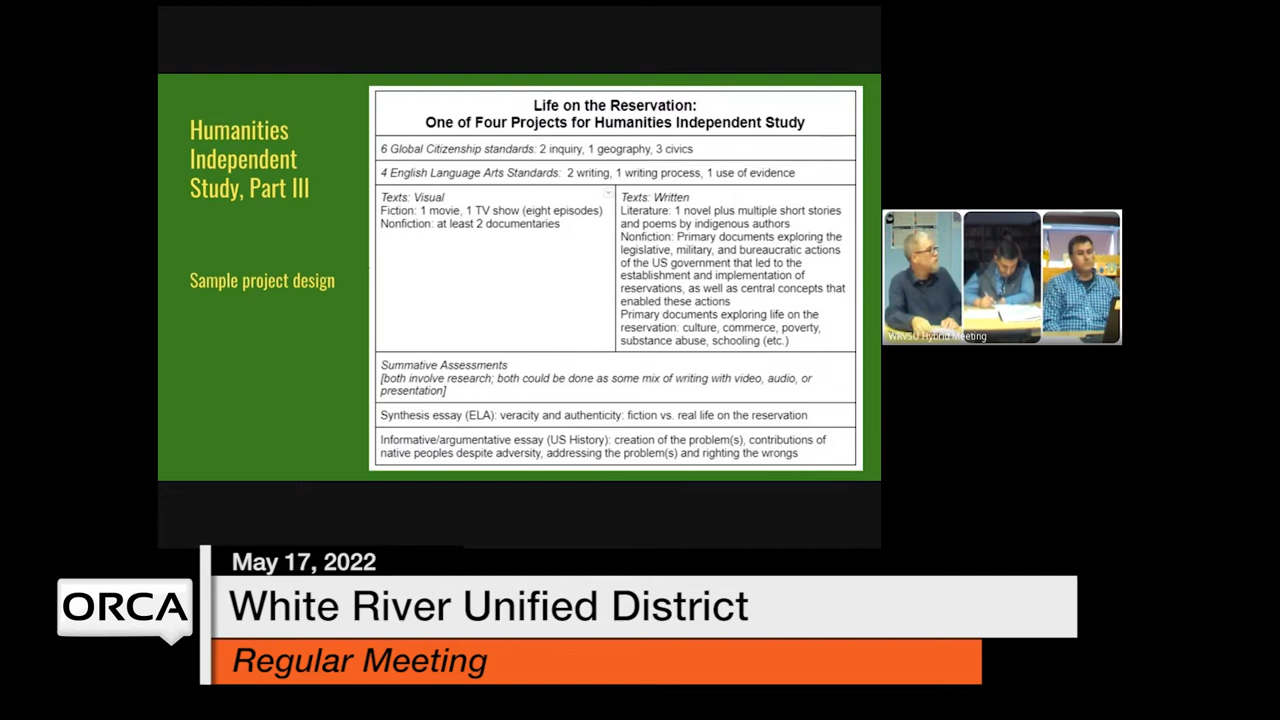 Humanities
Independent
Study, Part III
Sample project design
Life on the Reservation:
One of Four Projects for Humanities Independent Study
6 Global Citizenship standards: 2 inquiry, 1 geography, 3 civics
4 English Language Arts Standards: 2 writing, 1 writing process, 1 use of evidence
Texts: Visual
Fiction: 1 movie, 1 TV show (eight episodes)
Nonfiction: at least 2 documentaries
Texts: Written
Literature: 1 novel plus multiple short stories
and poems by indigenous authors
Nonfiction: Primary documents exploring the
legislative, military, and bureaucratic actions
of the US government that led to the
establishment and implementation of
reservations, as well as central concepts that
enabled these actions
Primary documents exploring life on the
reservation: culture, commerce, poverty,
substance abuse, schooling (etc.)
Summative Assessments
[both involve research; both could be done as some mix of writing with video, audio, or
presentation]
Synthesis essay (ELA): veracity and authenticity: fiction vs. real life on the reservation
Informative/argumentative essay (US History): creation of the problem(s), contributions of
native peoples despite adversity, addressing the problem(s) and righting the wrongs
WRVSU Hybrid Meeting
May 17, 2022
ORCA
White River Unified District
Regular Meeting